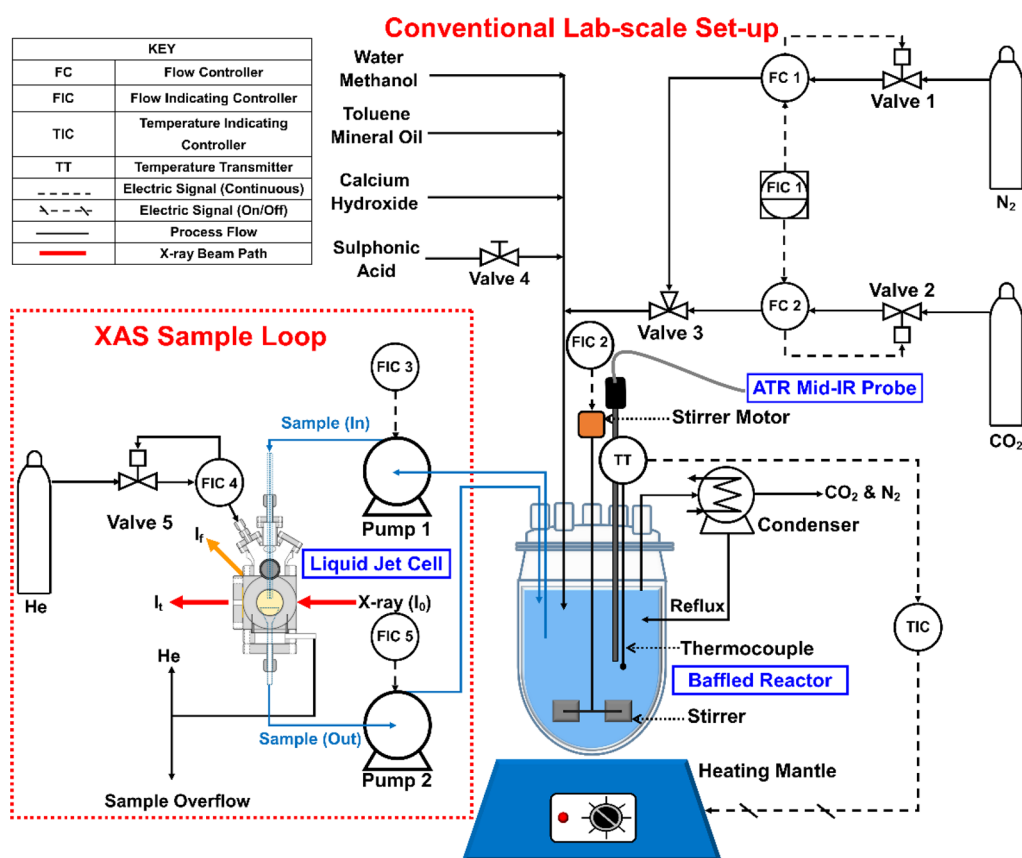 Conventional Lab-scale Set-up
KEY
FC Flow Controller
FIC Flow Indicating Controller
TIC Temperature Indicating
Controller
TT Temperature Transmitter
Electric Signal (Continuous)
Electric Signal (On/Off)
Process Flow
X-ray Beam Path
Water
Methanol
Toluene
Mineral Oil
Calcium
Hydroxide
Sulphonic
Acid
Valve 4
FC 1
Valve 1
N₂
FIC 1
FC 2
Valve 2
Valve 3
CO₂
FIC 2
ATR Mid-IR Probe
Stirrer Motor
TT
CO₂ & N₂
Condenser
Reflux
TIC
Thermocouple
Baffled Reactor
Stirrer
Heating Mantle
XAS Sample Loop
FIC 3
Sample (In)
Pump 1
FIC 4
Valve 5
He
I_f
Liquid Jet Cell
I_t
X-ray (I₀)
FIC 5
He
Sample (Out)
Pump 2
Sample Overflow